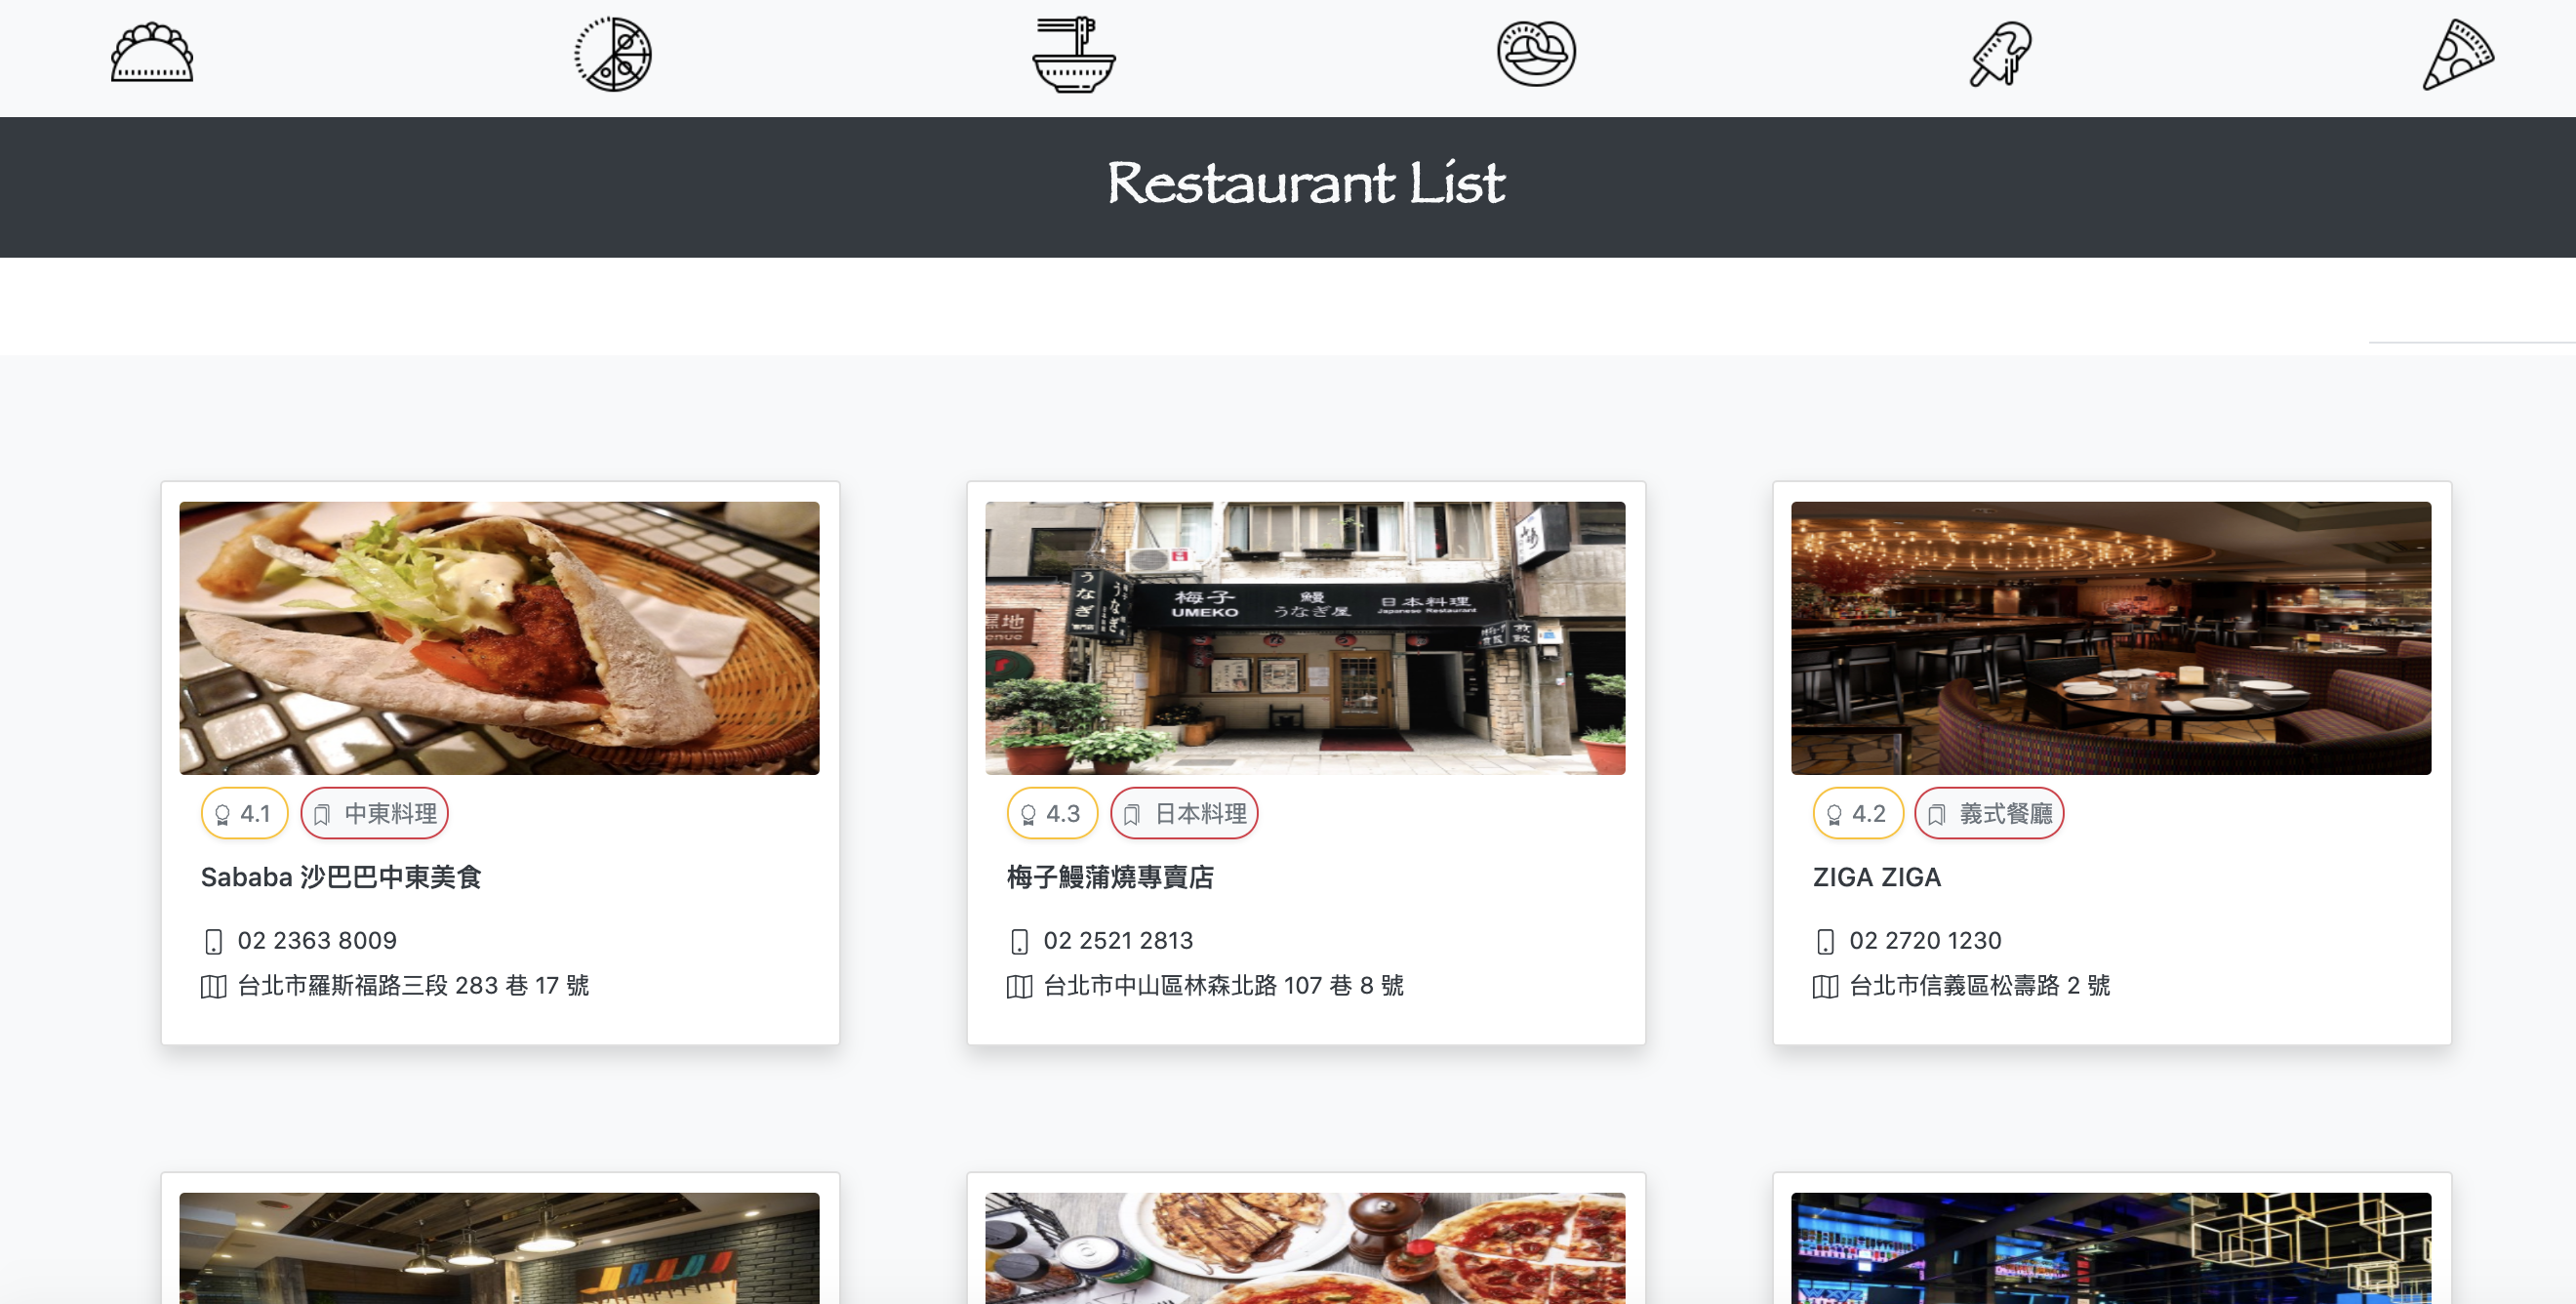 Restaurant List
梅子 鰻 日本料理
UMEKO うなぎ屋 Japanese Restaurant
うなぎ
4.1 中東料理
4.3 日本料理
4.2 義式餐廳
Sababa 沙巴巴中東美食
梅子鰻蒲燒專賣店
ZIGA ZIGA
02 2363 8009
02 2521 2813
02 2720 1230
台北市羅斯福路三段 283 巷 17 號
台北市中山區林森北路 107 巷 8 號
台北市信義區松壽路 2 號